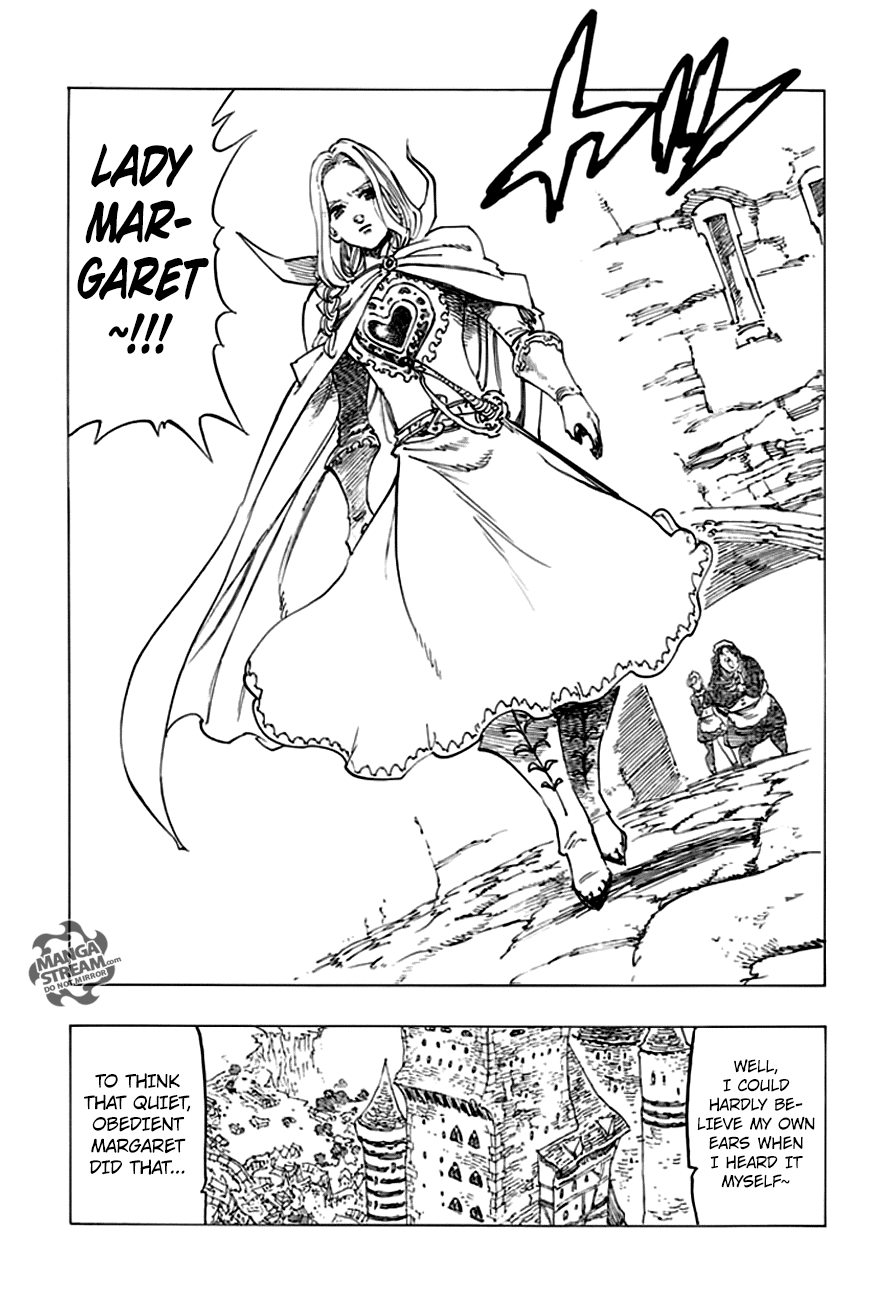 LADY
MAR-
GARET
~!!!
MANGA
STREAM.com
DO NOT MIRROR!
WELL,
I COULD
HARDLY BE-
LIEVE MY OWN
EARS WHEN
I HEARD IT
MYSELF~
TO THINK
THAT QUIET,
OBEDIENT
MARGARET
DID THAT...